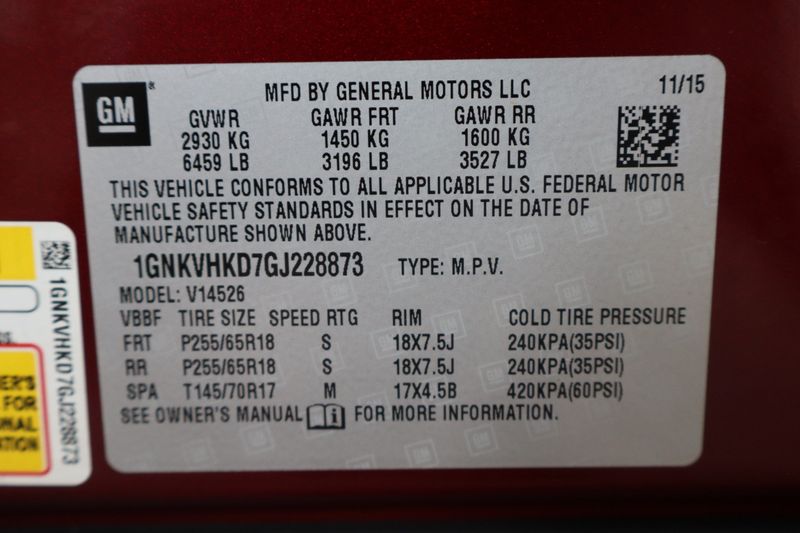 GM
MFD BY GENERAL MOTORS LLC 11/15
GVWR GAWR FRT GAWR RR
2930 KG 1450 KG 1600 KG
6459 LB 3196 LB 3527 LB
THIS VEHICLE CONFORMS TO ALL APPLICABLE U.S. FEDERAL MOTOR
VEHICLE SAFETY STANDARDS IN EFFECT ON THE DATE OF
MANUFACTURE SHOWN ABOVE.
1GNKVHKD7GJ228873 TYPE: M.P.V.
MODEL: V14526
VBBF TIRE SIZE SPEED RTG RIM COLD TIRE PRESSURE
FRT P255/65R18 S 18X7.5J 240KPA(35PSI)
RR P255/65R18 S 18X7.5J 240KPA(35PSI)
SPA T145/70R17 M 17X4.5B 420KPA(60PSI)
SEE OWNER'S MANUAL i FOR MORE INFORMATION.
1GNKVHKD7GJ228873
FOR